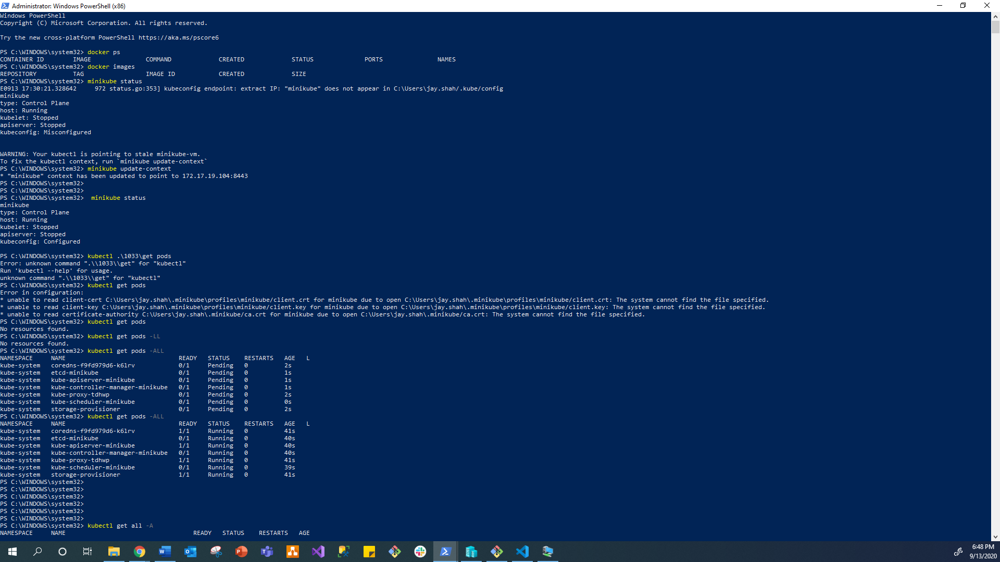 Administrator: Windows PowerShell (x86)
Windows PowerShell
Copyright (C) Microsoft Corporation. All rights reserved.
Try the new cross-platform PowerShell https://aka.ms/pscore6
PS C:\WINDOWS\system32> docker ps
CONTAINER ID        IMAGE               COMMAND             CREATED             STATUS              PORTS               NAMES
PS C:\WINDOWS\system32> docker images
REPOSITORY          TAG                 IMAGE ID            CREATED             SIZE
PS C:\WINDOWS\system32> minikube status
E0913 17:30:21.328642     972 status.go:353] kubeconfig endpoint: extract IP: "minikube" does not appear in C:\Users\jay.shah/.kube/config
minikube
type: Control Plane
host: Running
kubelet: Stopped
apiserver: Stopped
kubeconfig: Misconfigured
WARNING: Your kubectl is pointing to stale minikube-vm.
To fix the kubectl context, run `minikube update-context`
PS C:\WINDOWS\system32> minikube update-context
* "minikube" context has been updated to point to 172.17.19.104:8443
PS C:\WINDOWS\system32>
PS C:\WINDOWS\system32>
PS C:\WINDOWS\system32>  minikube status
minikube
type: Control Plane
host: Running
kubelet: Stopped
apiserver: Stopped
kubeconfig: Configured
PS C:\WINDOWS\system32> kubectl .\1033\get pods
Error: unknown command ".\\1033\\get" for "kubectl"
Run 'kubectl --help' for usage.
unknown command ".\\1033\\get" for "kubectl"
PS C:\WINDOWS\system32> kubectl get pods
Error in configuration:
* unable to read client-cert C:\Users\jay.shah\.minikube\profiles\minikube/client.crt for minikube due to open C:\Users\jay.shah\.minikube\profiles\minikube/client.crt: The system cannot find the file specified.
* unable to read client-key C:\Users\jay.shah\.minikube\profiles\minikube/client.key for minikube due to open C:\Users\jay.shah\.minikube\profiles\minikube/client.key: The system cannot find the file specified.
* unable to read certificate-authority C:\Users\jay.shah\.minikube/ca.crt for minikube due to open C:\Users\jay.shah\.minikube/ca.crt: The system cannot find the file specified.
PS C:\WINDOWS\system32> kubectl get pods
No resources found.
PS C:\WINDOWS\system32> kubectl get pods -LL
No resources found.
PS C:\WINDOWS\system32> kubectl get pods -ALL
NAMESPACE     NAME                               READY   STATUS    RESTARTS   AGE   L
kube-system   coredns-f9fd979d6-k6lrv            0/1     Pending   0          2s
kube-system   etcd-minikube                      0/1     Pending   0          1s
kube-system   kube-apiserver-minikube            0/1     Pending   0          1s
kube-system   kube-controller-manager-minikube   0/1     Pending   0          1s
kube-system   kube-proxy-tdhwp                   0/1     Pending   0          2s
kube-system   kube-scheduler-minikube            0/1     Pending   0          0s
kube-system   storage-provisioner                0/1     Pending   0          2s
PS C:\WINDOWS\system32> kubectl get pods -ALL
NAMESPACE     NAME                               READY   STATUS    RESTARTS   AGE   L
kube-system   coredns-f9fd979d6-k6lrv            1/1     Running   0          41s
kube-system   etcd-minikube                      0/1     Running   0          40s
kube-system   kube-apiserver-minikube            1/1     Running   0          40s
kube-system   kube-controller-manager-minikube   0/1     Running   0          40s
kube-system   kube-proxy-tdhwp                   1/1     Running   0          41s
kube-system   kube-scheduler-minikube            0/1     Running   0          39s
kube-system   storage-provisioner                1/1     Running   0          41s
PS C:\WINDOWS\system32>
PS C:\WINDOWS\system32>
PS C:\WINDOWS\system32>
PS C:\WINDOWS\system32>
PS C:\WINDOWS\system32>
PS C:\WINDOWS\system32>
PS C:\WINDOWS\system32> kubectl get all -A
NAMESPACE     NAME                                   READY   STATUS    RESTARTS   AGE
6:48 PM
9/13/2020